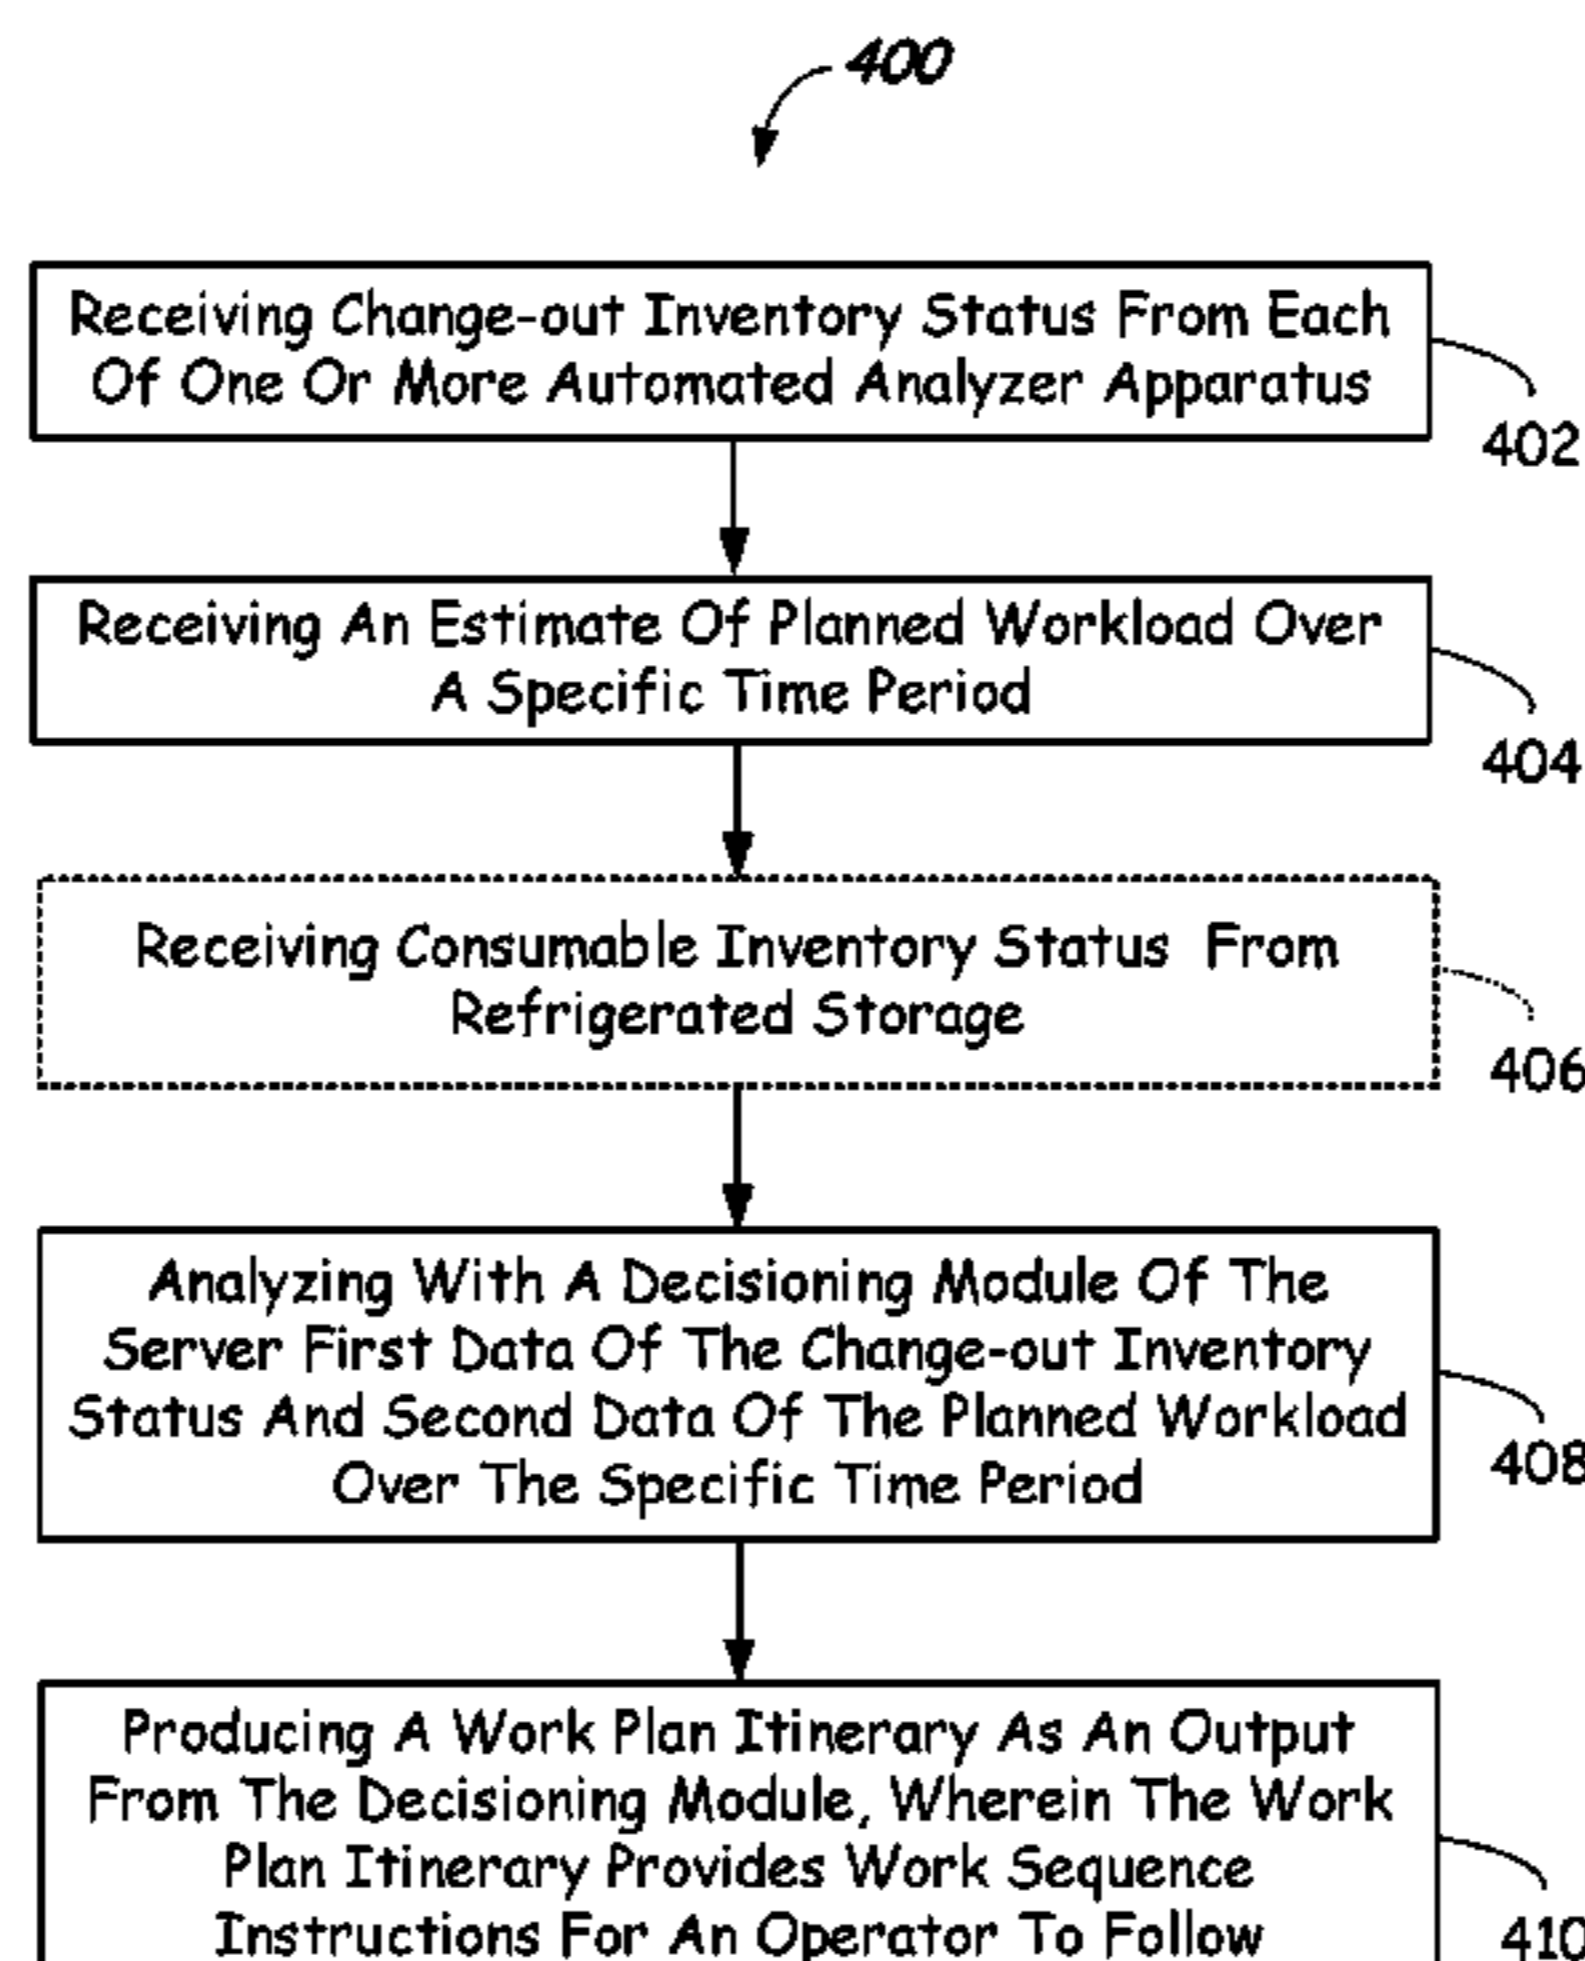 400
Receiving Change-out Inventory Status From Each
Of One Or More Automated Analyzer Apparatus
402
Receiving An Estimate Of Planned Workload Over
A Specific Time Period
404
Receiving Consumable Inventory Status From
Refrigerated Storage
406
Analyzing With A Decisioning Module Of The
Server First Data Of The Change-out Inventory
Status And Second Data Of The Planned Workload
Over The Specific Time Period
408
Producing A Work Plan Itinerary As An Output
From The Decisioning Module, Wherein The Work
Plan Itinerary Provides Work Sequence
Instructions For An Operator To Follow
410